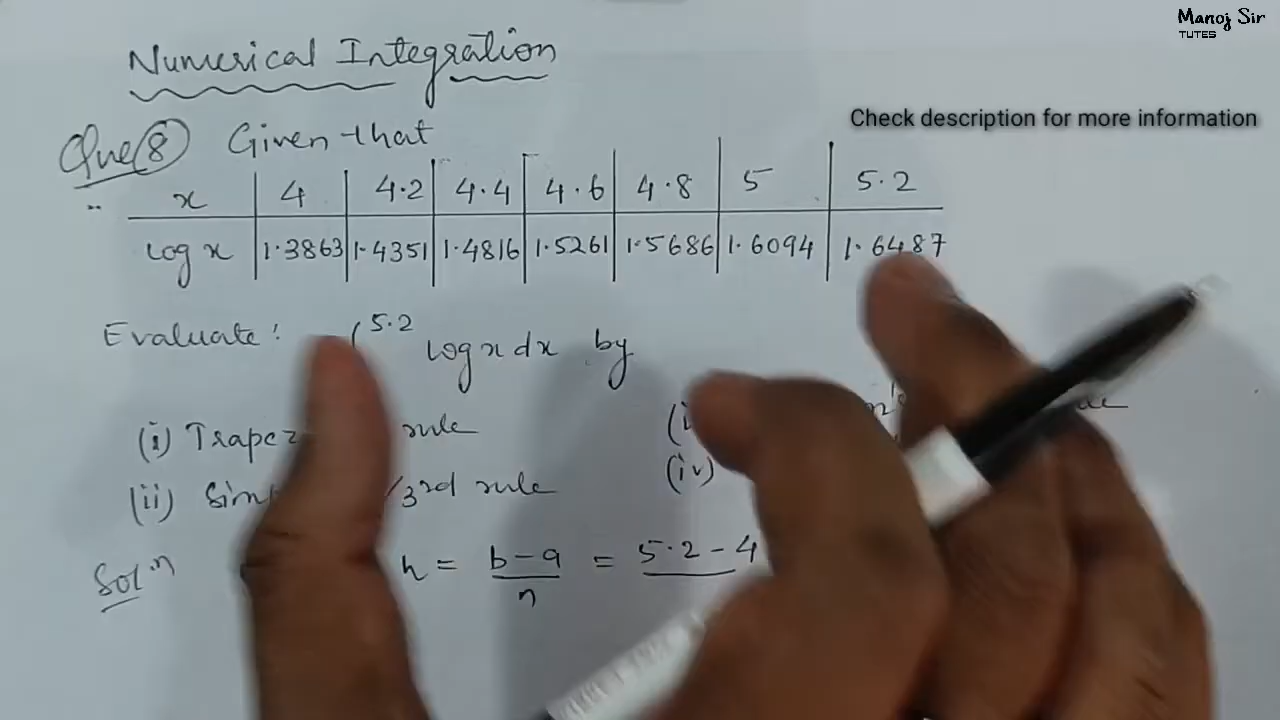 Manoj Sir
TUTES
Numerical Integration
Check description for more information
Que 8 Given that
x 4 4.2 4.4 4.6 4.8 5 5.2
log x 1.3863 1.4351 1.4816 1.5261 1.5686 1.6094 1.6487
Evaluate: ∫ 5.2 log x dx by
(i) rule
(ii) /3rd rule
(iv)
Solⁿ h = b-a/n = 5.2-4